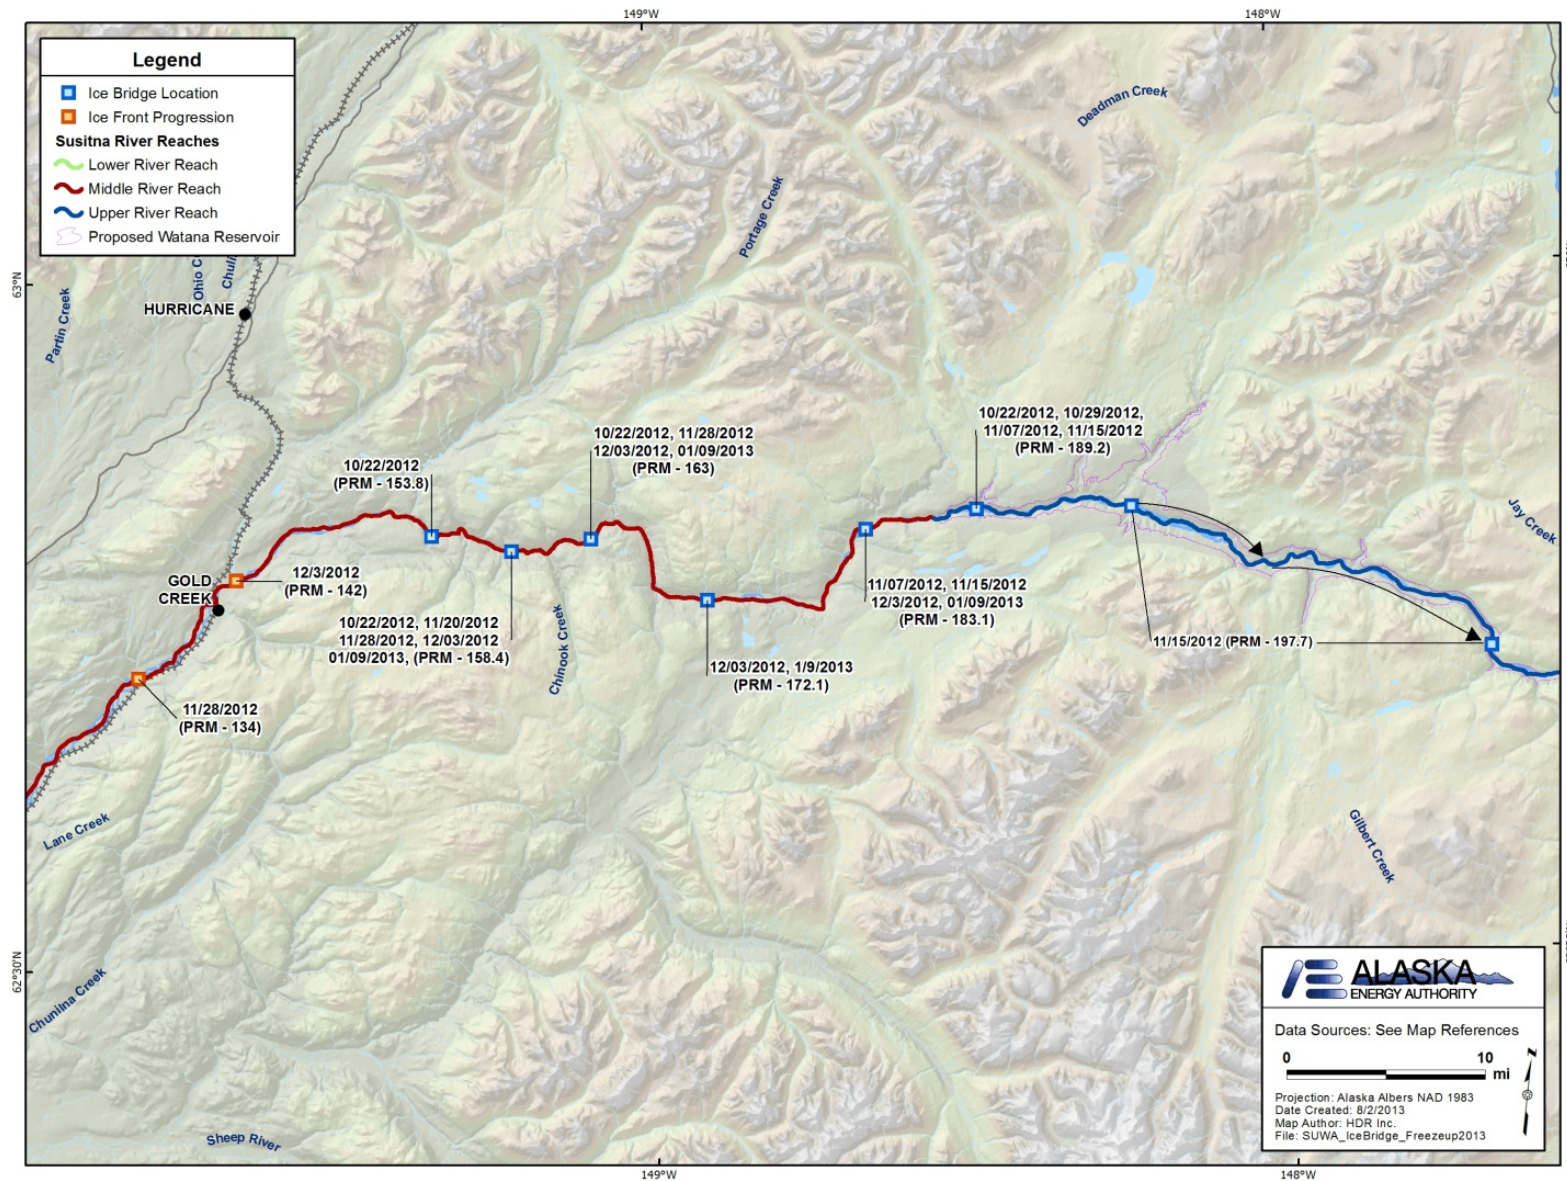 149°W
148°W
Legend
Ice Bridge Location
Ice Front Progression
Susitna River Reaches
Lower River Reach
Middle River Reach
Upper River Reach
Proposed Watana Reservoir
Deadman Creek
Portage Creek
63°N
Partin Creek
Ohio C
Chuli
HURRICANE
10/22/2012, 10/29/2012,
11/07/2012, 11/15/2012
(PRM - 189.2)
10/22/2012, 11/28/2012
12/03/2012, 01/09/2013
(PRM - 163)
10/22/2012
(PRM - 153.8)
Jay Creek
GOLD
CREEK
12/3/2012
(PRM - 142)
11/07/2012, 11/15/2012
12/3/2012, 01/09/2013
(PRM - 183.1)
10/22/2012, 11/20/2012
11/28/2012, 12/03/2012
01/09/2013, (PRM - 158.4)
Chinook Creek
11/15/2012 (PRM - 197.7)
12/03/2012, 1/9/2013
(PRM - 172.1)
11/28/2012
(PRM - 134)
Lane Creek
Gilbert Creek
62°30'N
Chunilna Creek
Sheep River
ALASKA
ENERGY AUTHORITY
Data Sources: See Map References
0 10
mi
N
Projection: Alaska Albers NAD 1983
Date Created: 8/2/2013
Map Author: HDR Inc.
File: SUWA_IceBridge_Freezeup2013
149°W
148°W